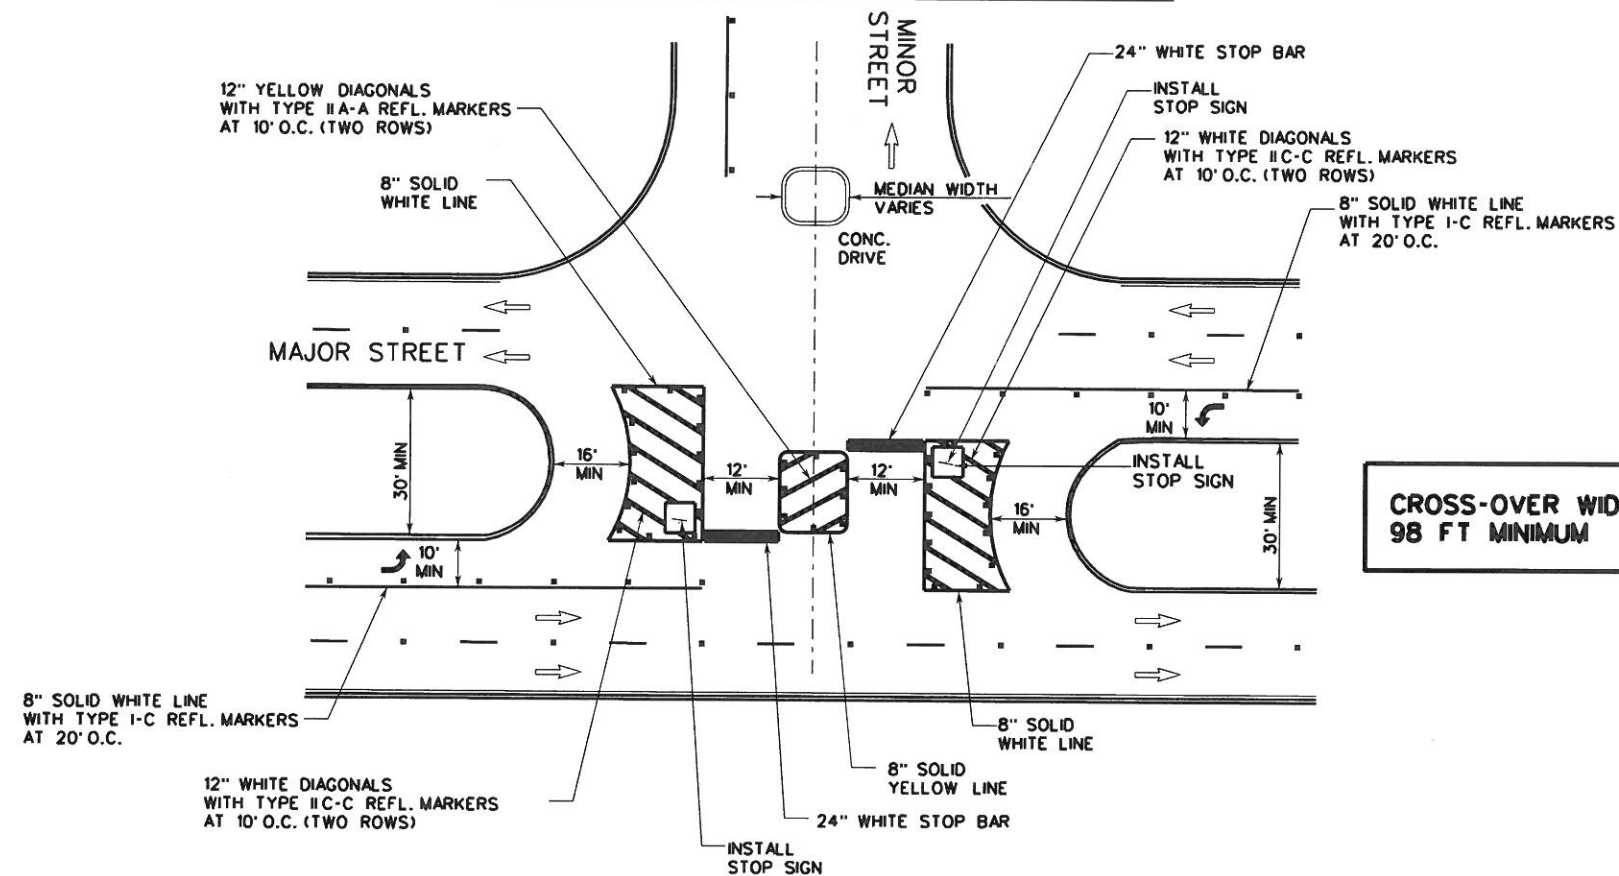 MINOR
STREET
24" WHITE STOP BAR
12" YELLOW DIAGONALS
WITH TYPE II A-A REFL. MARKERS
AT 10' O.C. (TWO ROWS)
INSTALL
STOP SIGN
12" WHITE DIAGONALS
WITH TYPE II C-C REFL. MARKERS
AT 10' O.C. (TWO ROWS)
8" SOLID
WHITE LINE
MEDIAN WIDTH
VARIES
8" SOLID WHITE LINE
WITH TYPE I-C REFL. MARKERS
AT 20' O.C.
CONC.
DRIVE
MAJOR STREET
10'
MIN
30' MIN
16'
MIN
12'
MIN
12'
MIN
INSTALL
STOP SIGN
16'
MIN
30' MIN
CROSS-OVER WID
98 FT MINIMUM
10'
MIN
8" SOLID WHITE LINE
WITH TYPE I-C REFL. MARKERS
AT 20' O.C.
8" SOLID
WHITE LINE
8" SOLID
YELLOW LINE
12" WHITE DIAGONALS
WITH TYPE II C-C REFL. MARKERS
AT 10' O.C. (TWO ROWS)
24" WHITE STOP BAR
INSTALL
STOP SIGN